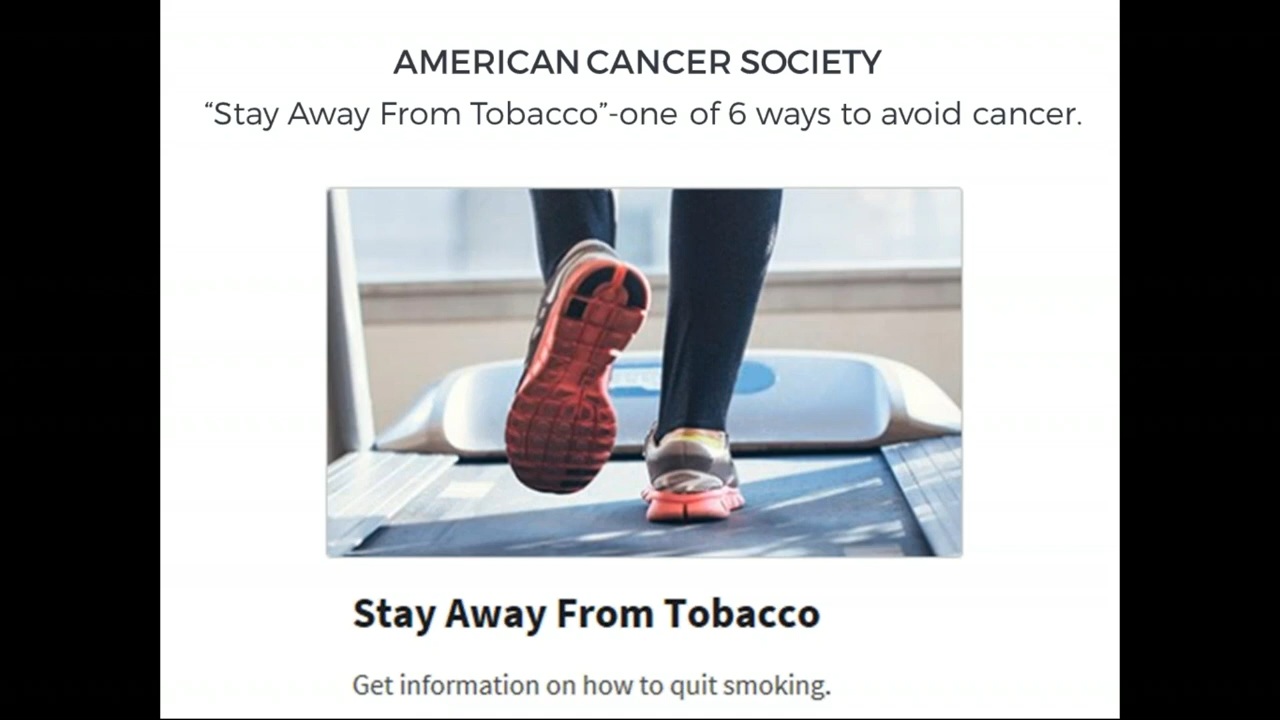 AMERICAN CANCER SOCIETY
“Stay Away From Tobacco”-one of 6 ways to avoid cancer.
Stay Away From Tobacco
Get information on how to quit smoking.